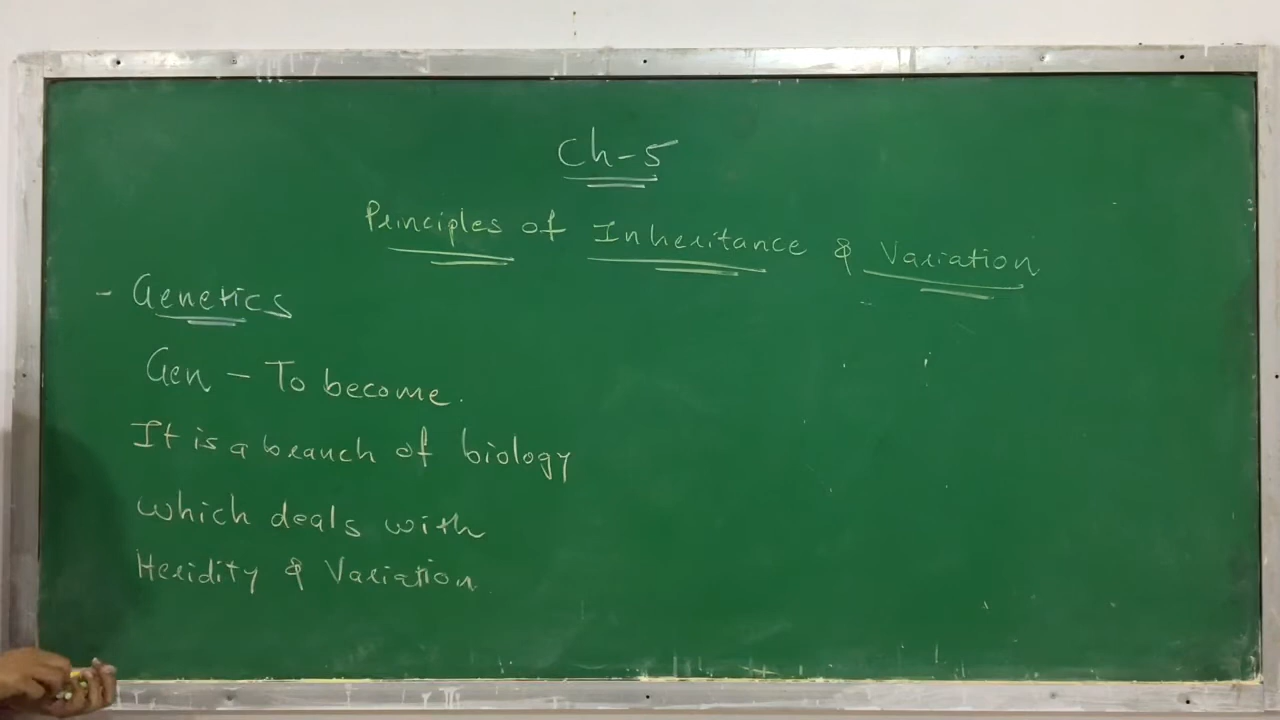 Ch-5
Principles of Inheritance & Variation
- Genetics
Gen - To become.
It is a branch of biology
which deals with
Heridity & Variation